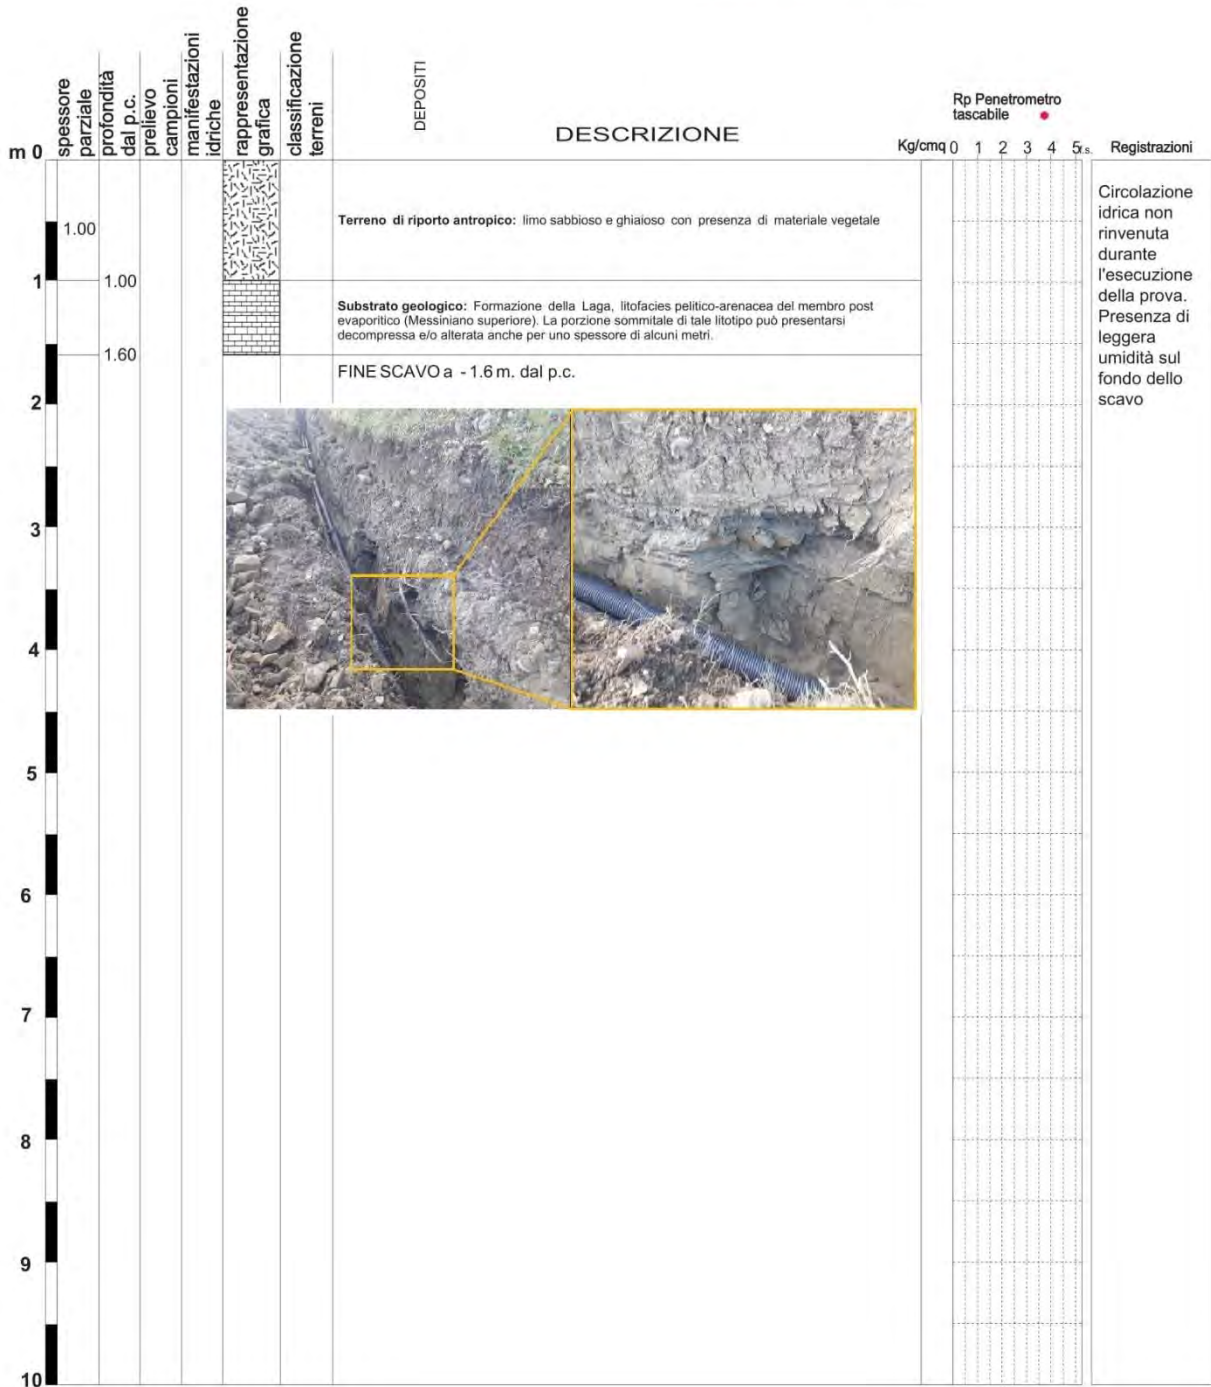 spessore
parziale
profondità
dal p.c.
prelievo
campioni
manifestazioni
idriche
rappresentazione
grafica
classificazione
terreni
DEPOSITI
DESCRIZIONE
Rp Penetrometro
tascabile
m 0
Kg/cmq 0 1 2 3 4 5 f.s.
Registrazioni
1.00
Terreno di riporto antropico: limo sabbioso e ghiaioso con presenza di materiale vegetale
Circolazione
idrica non
rinvenuta
durante
l'esecuzione
della prova.
Presenza di
leggera
umidità sul
fondo dello
scavo
1
1.00
Substrato geologico: Formazione della Laga, litofacies pelitico-arenacea del membro post
evaporitico (Messiniano superiore). La porzione sommitale di tale litotipo può presentarsi
decompressa e/o alterata anche per uno spessore di alcuni metri.
1.60
FINE SCAVO a - 1.6 m. dal p.c.
2
3
4
5
6
7
8
9
10